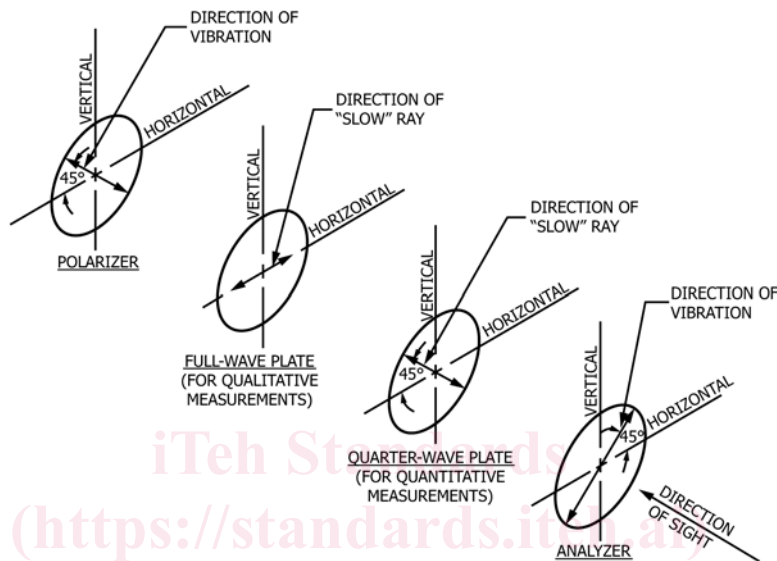 DIRECTION OF
VIBRATION
VERTICAL
HORIZONTAL
45°
POLARIZER
DIRECTION OF
"SLOW" RAY
VERTICAL
HORIZONTAL
FULL-WAVE PLATE
(FOR QUALITATIVE
MEASUREMENTS)
DIRECTION OF
"SLOW" RAY
VERTICAL
HORIZONTAL
45°
QUARTER-WAVE PLATE
(FOR QUANTITATIVE
MEASUREMENTS)
DIRECTION OF
VIBRATION
VERTICAL
HORIZONTAL
45°
ANALYZER
DIRECTION
OF SIGHT
iTeh Standards
(https://standards.iteh.ai)